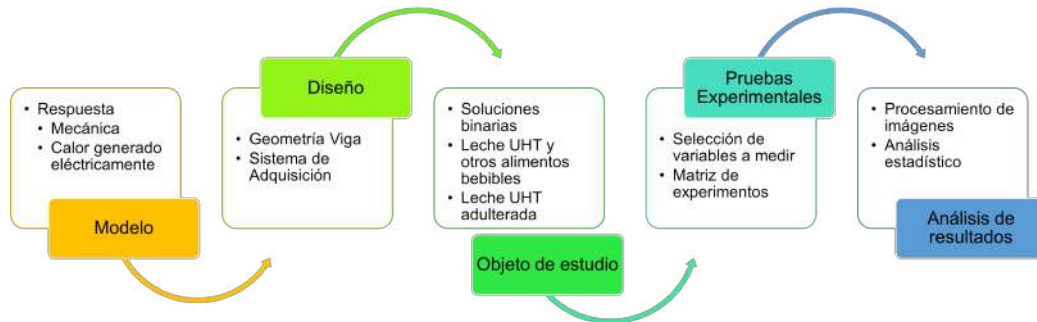 • Respuesta
• Mecánica
• Calor generado
eléctricamente
Modelo
Diseño
• Geometría Viga
• Sistema de
Adquisición
• Soluciones
binarias
• Leche UHT y
otros alimentos
bebibles
• Leche UHT
adulterada
Objeto de estudio
Pruebas
Experimentales
• Selección de
variables a medir
• Matriz de
experimentos
• Procesamiento de
imágenes
• Análisis
estadístico
Análisis de
resultados